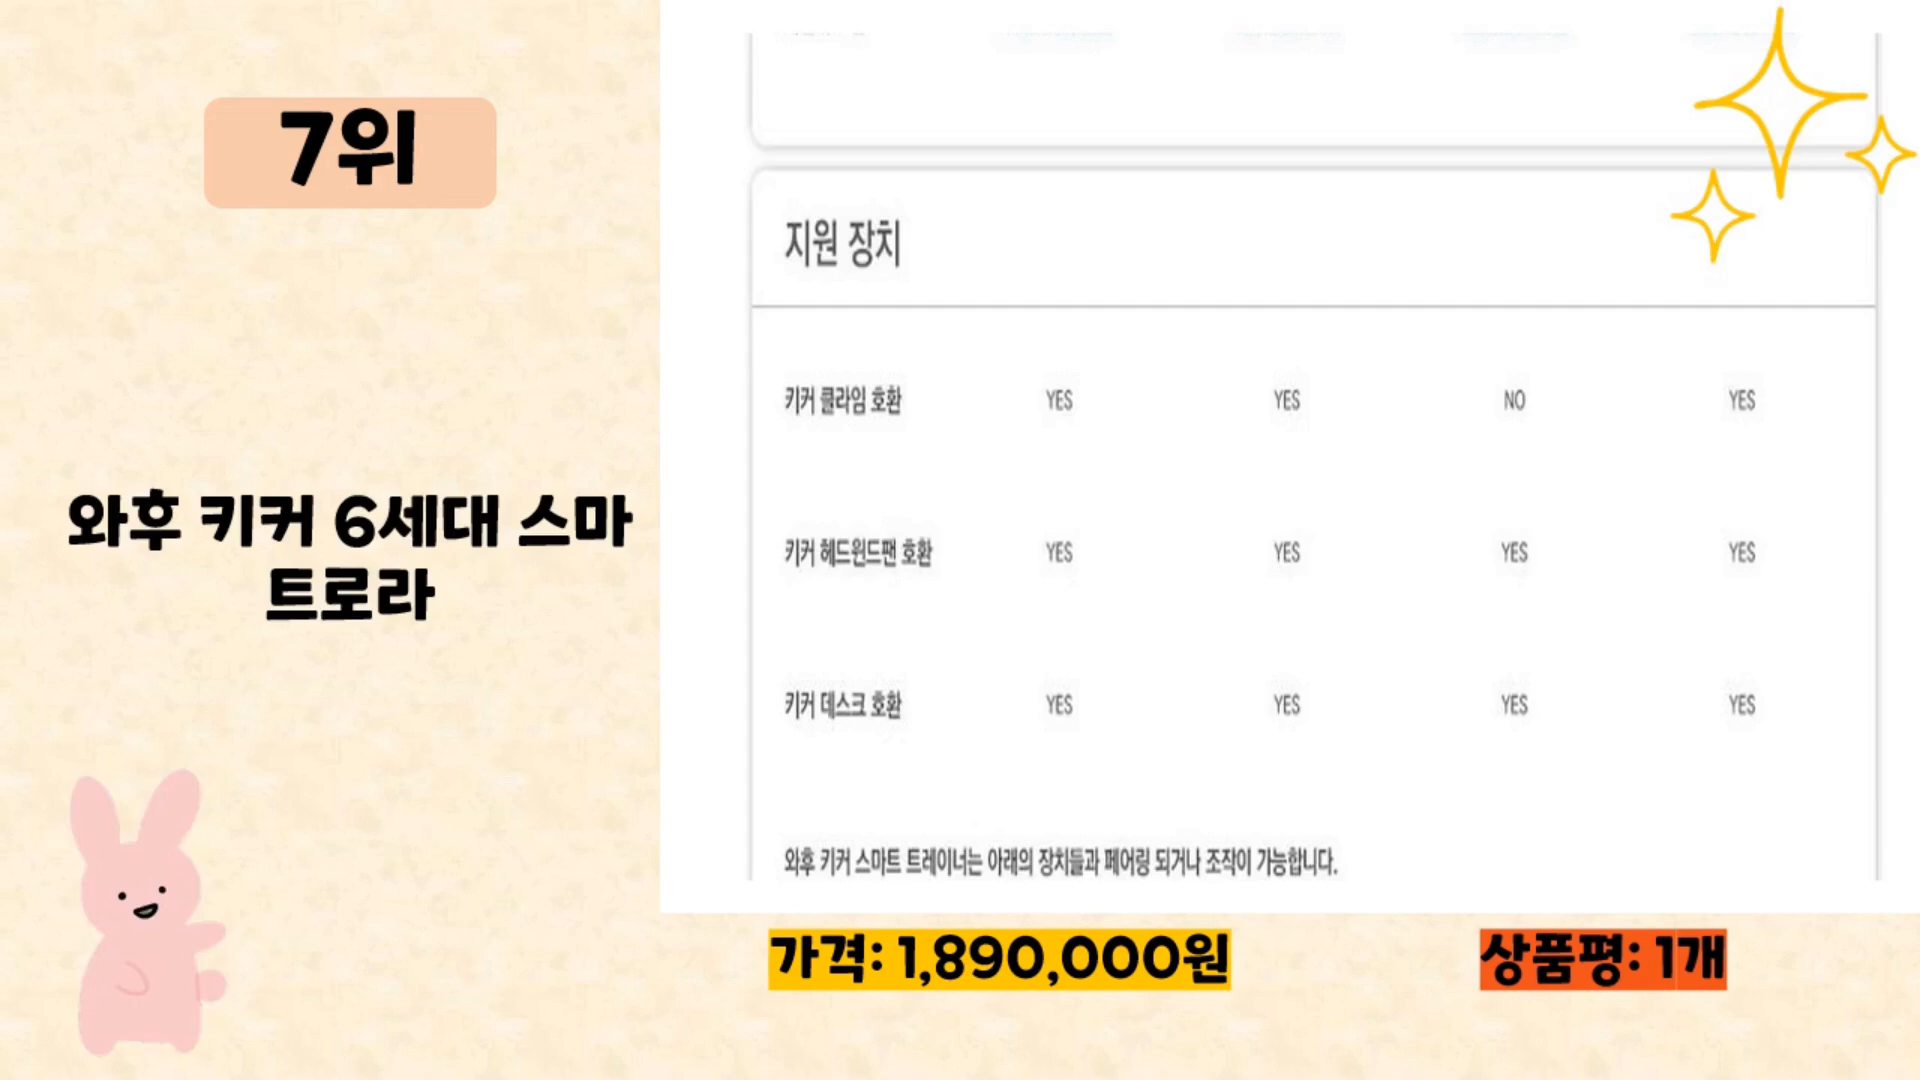 7위
와후 키커 6세대 스마
트로라
지원 장치
키커 클라임 호환 YES YES NO YES
키커 헤드윈드팬 호환 YES YES YES YES
키커 데스크 호환 YES YES YES YES
와후 키커 스마트 트레이너는 아래의 장치들과 페어링 되거나 조작이 가능합니다.
가격: 1,890,000원
상품평: 1개